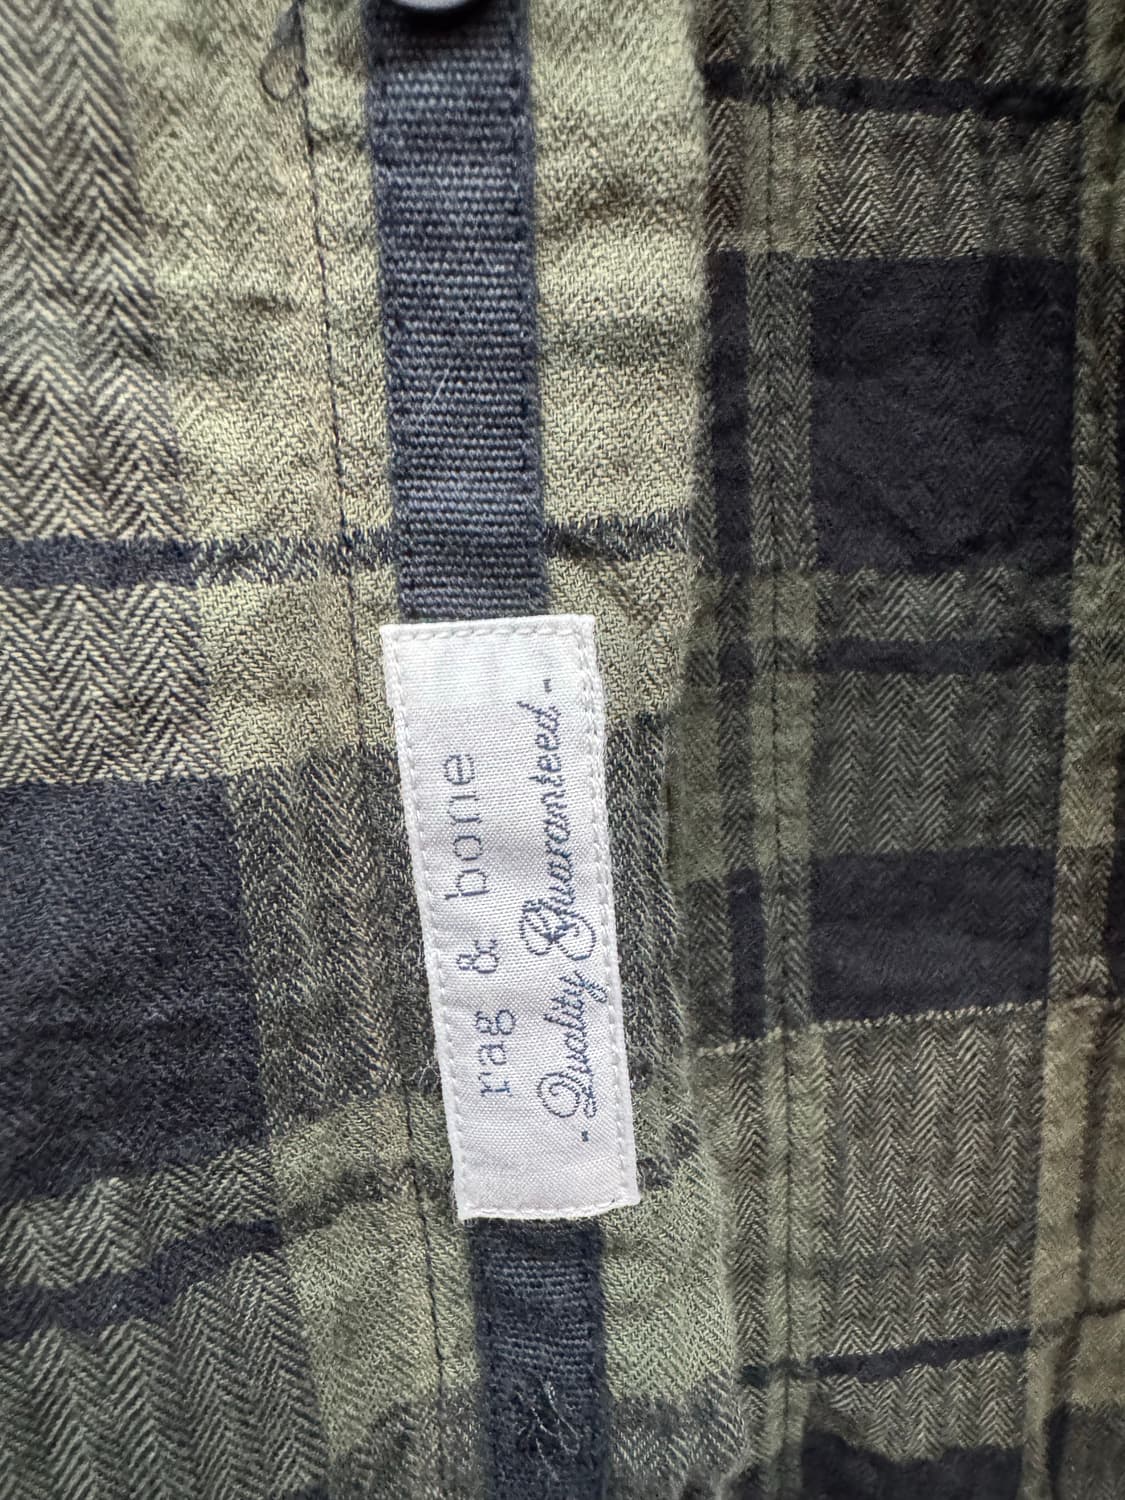 rag & bone
- Quality Guaranteed -